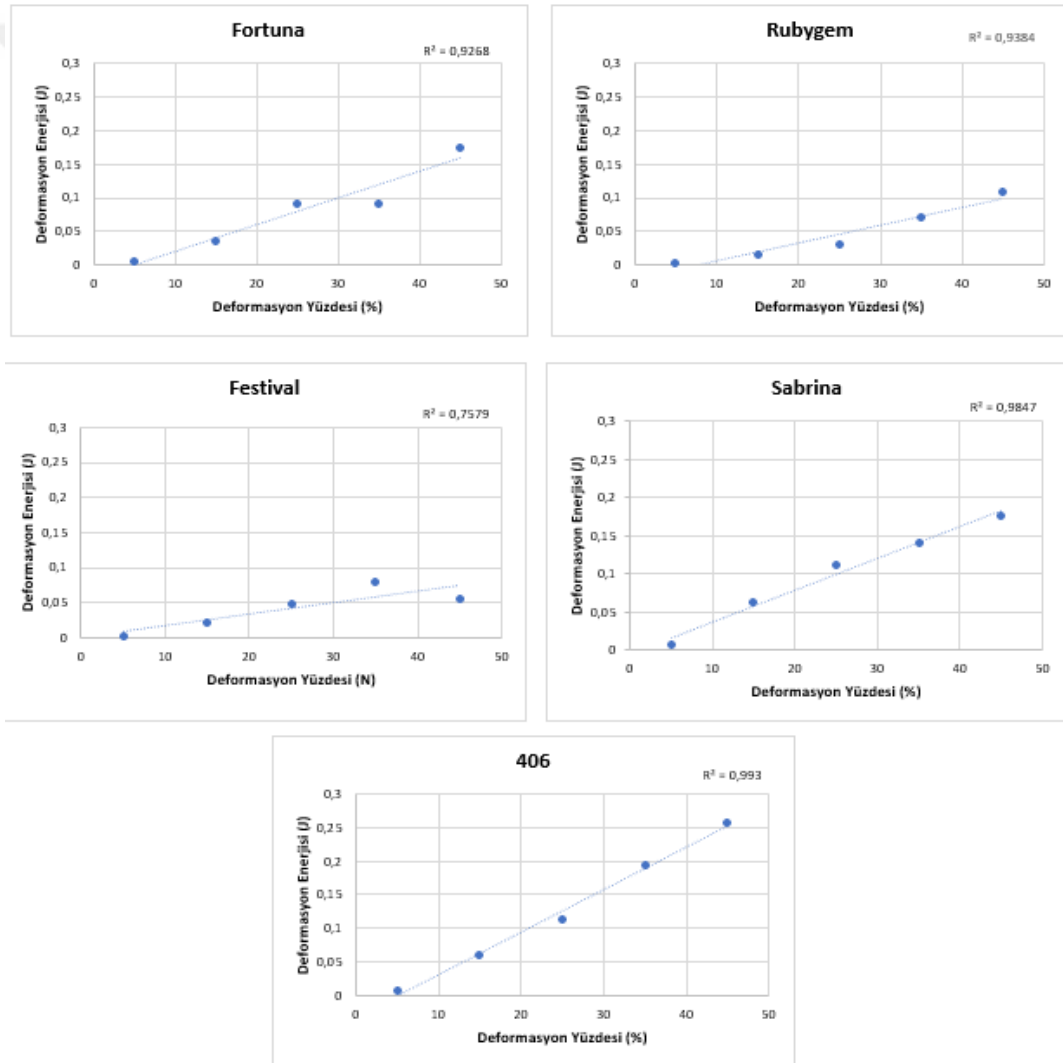 Fortuna
R² = 0,9268
0,3
0,25
0,2
0,15
0,1
0,05
0
Deformasyon Enerjisi (J)
0 10 20 30 40 50
Deformasyon Yüzdesi (%)
Rubygem
R² = 0,9384
0,3
0,25
0,2
0,15
0,1
0,05
0
Deformasyon Enerjisi (J)
0 10 20 30 40 50
Deformasyon Yüzdesi (%)
Festival
R² = 0,7579
0,3
0,25
0,2
0,15
0,1
0,05
0
Deformasyon Enerjisi (J)
0 10 20 30 40 50
Deformasyon Yüzdesi (N)
Sabrina
R² = 0,9847
0,3
0,25
0,2
0,15
0,1
0,05
0
Deformasyon Enerjisi (J)
0 10 20 30 40 50
Deformasyon Yüzdesi (%)
406
R² = 0,993
0,3
0,25
0,2
0,15
0,1
0,05
0
Deformasyon Enerjisi (J)
0 10 20 30 40 50
Deformasyon Yüzdesi (%)